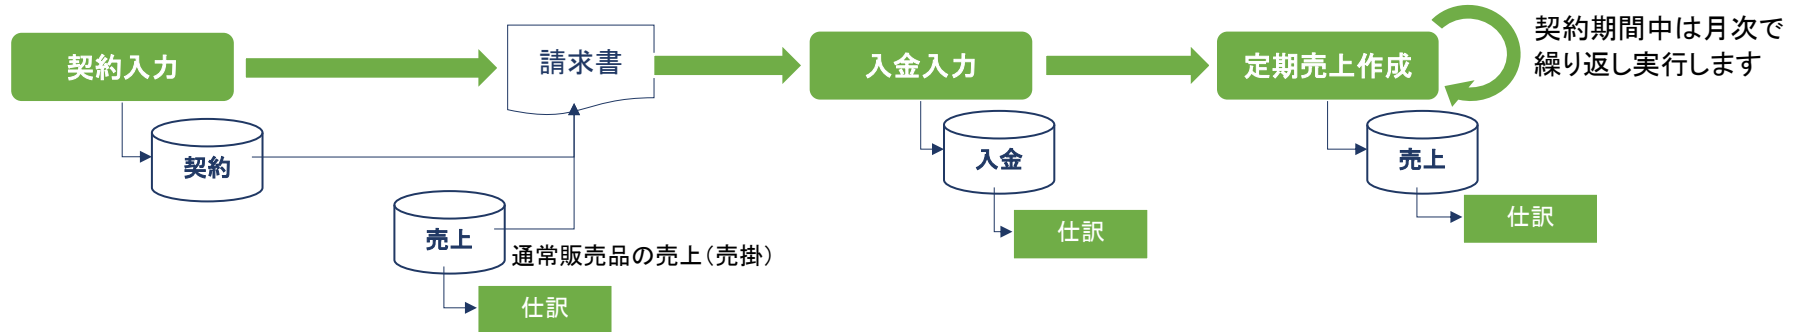 契約入力
請求書
入金入力
定期売上作成
契約期間中は月次で
繰り返し実行します
契約
入金
売上
売上
通常販売品の売上（売掛）
仕訳
仕訳
仕訳